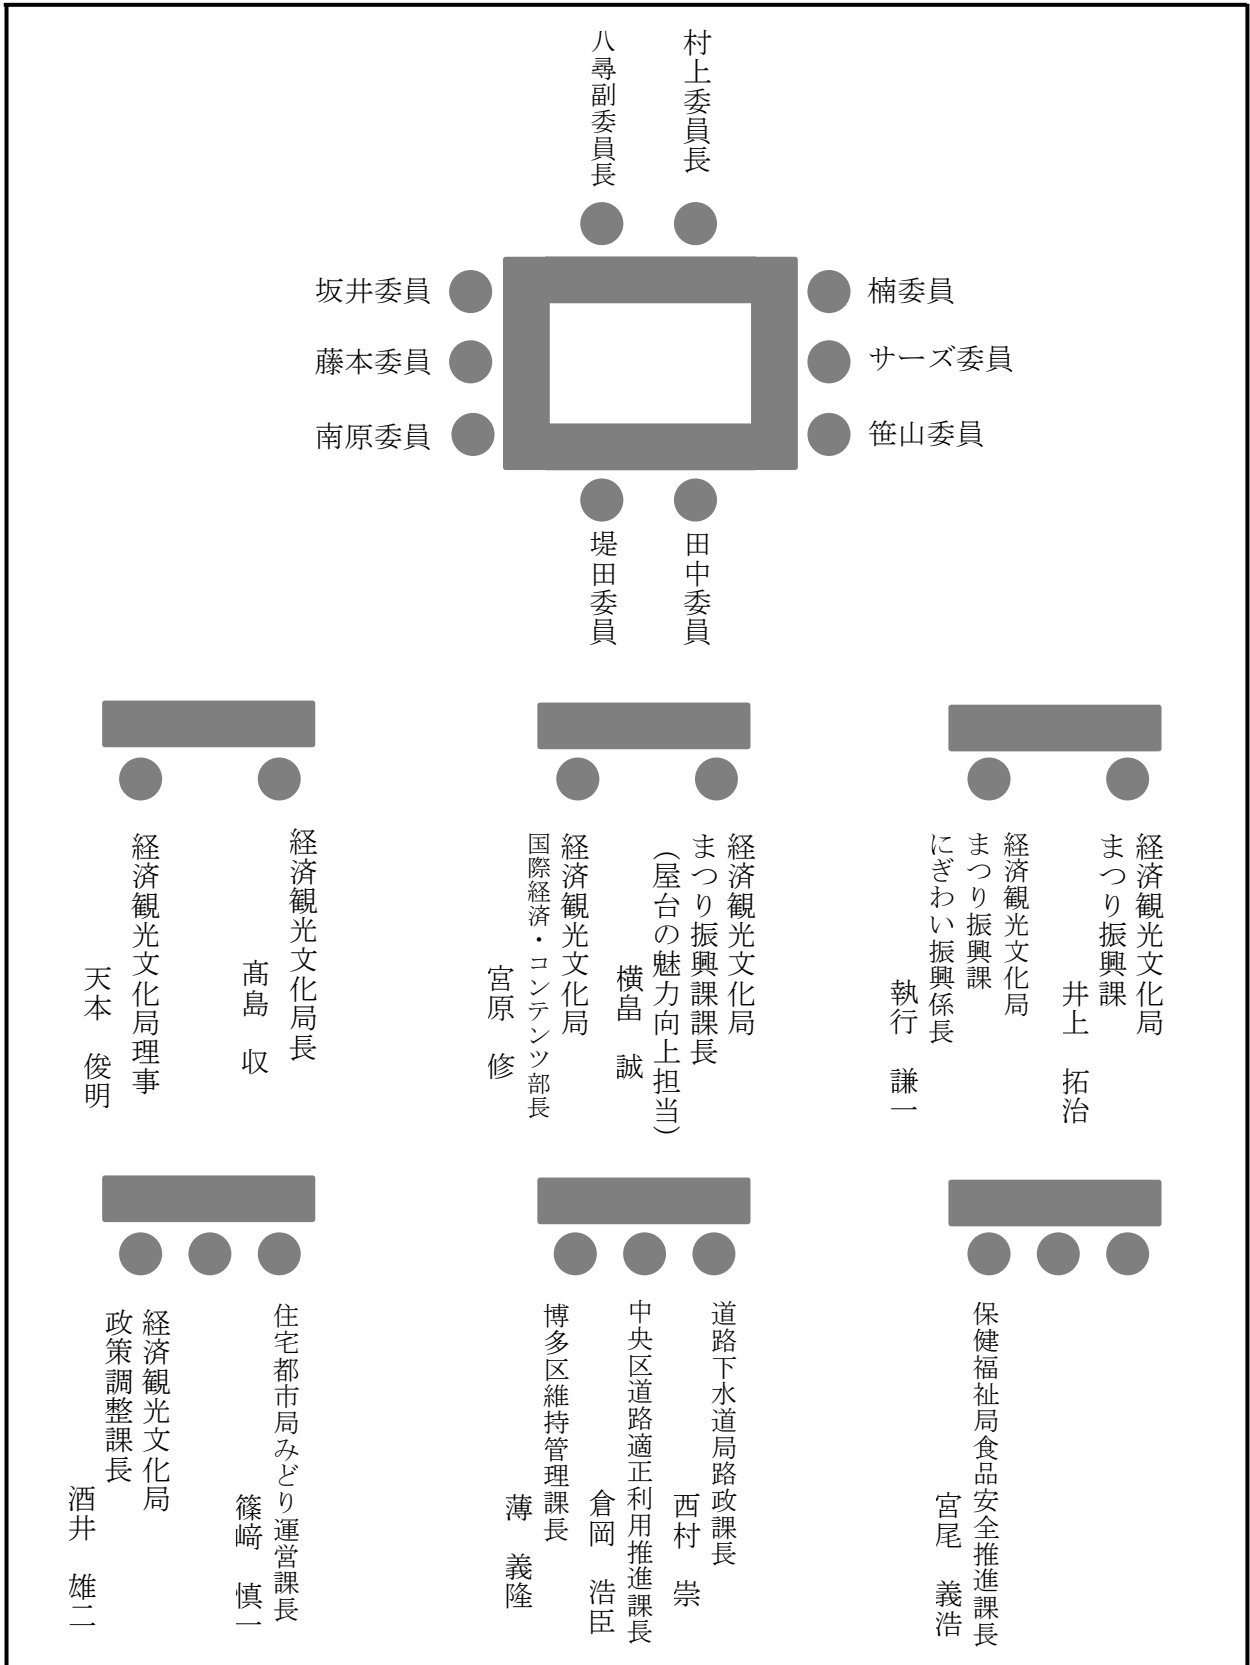 村上委員長
八尋副委員長
坂井委員
楠委員
藤本委員
サーズ委員
南原委員
笹山委員
田中委員
堤田委員
経済観光文化局長
髙島　収
経済観光文化局理事
天本　俊明
経済観光文化局
まつり振興課課長
（屋台の魅力向上担当）
横畠　誠
経済観光文化局
国際経済・コンテンツ部長
宮原　修
経済観光文化局
まつり振興課
井上　拓治
経済観光文化局
まつり振興課
にぎわい振興係長
執行　謙一
住宅都市局みどり運営課長
篠﨑　慎一
経済観光文化局
政策調整課長
酒井　雄二
道路下水道局路政課長
西村　崇
中央区道路適正利用推進課長
倉岡　浩臣
博多区維持管理課長
薄　義隆
保健福祉局食品安全推進課長
宮尾　義浩